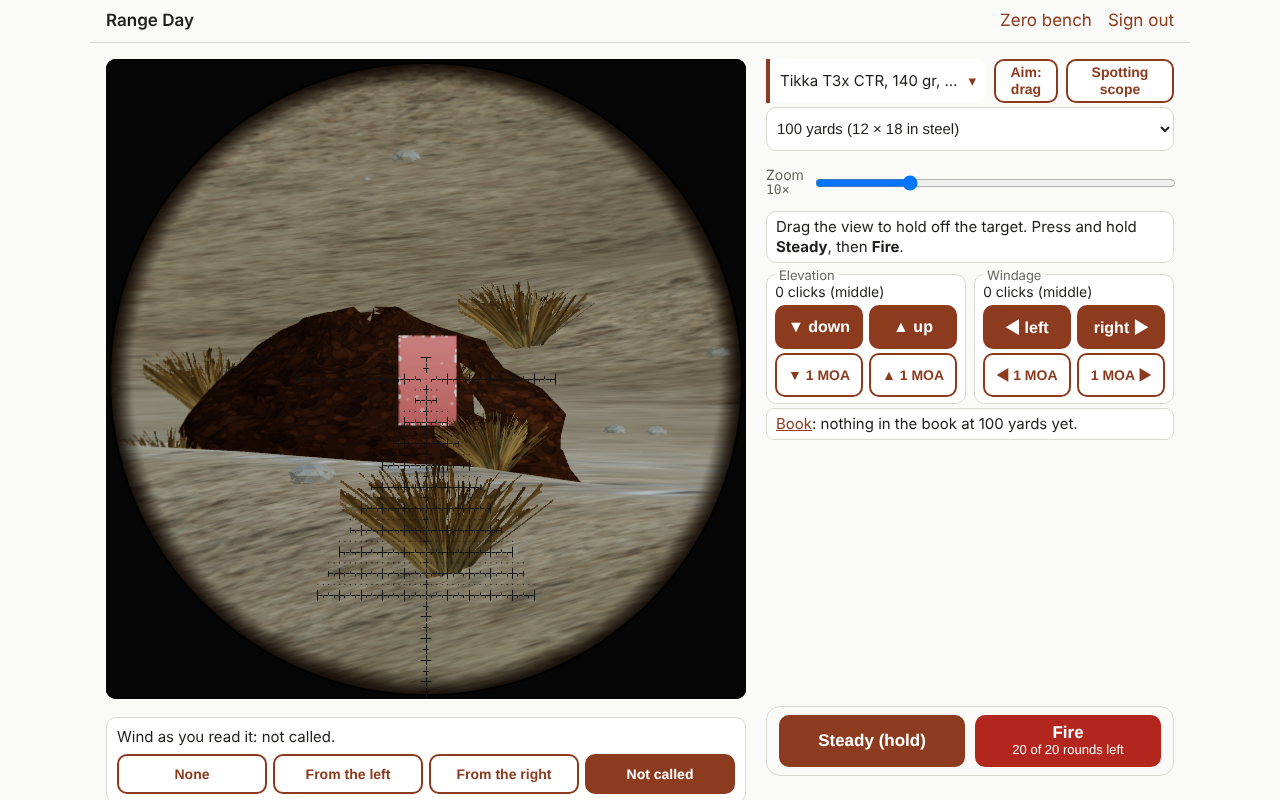 Range Day
Zero bench
Sign out
Tikka T3x CTR, 140 gr, ... ▾
Aim:
drag
Spotting
scope
100 yards (12 × 18 in steel)
Zoom
10×
Drag the view to hold off the target. Press and hold
Steady, then Fire.
Elevation
0 clicks (middle)
▼ down
▲ up
▼ 1 MOA
▲ 1 MOA
Windage
0 clicks (middle)
◀ left
right ▶
◀ 1 MOA
1 MOA ▶
Book: nothing in the book at 100 yards yet.
Steady (hold)
Fire
20 of 20 rounds left
Wind as you read it: not called.
None
From the left
From the right
Not called